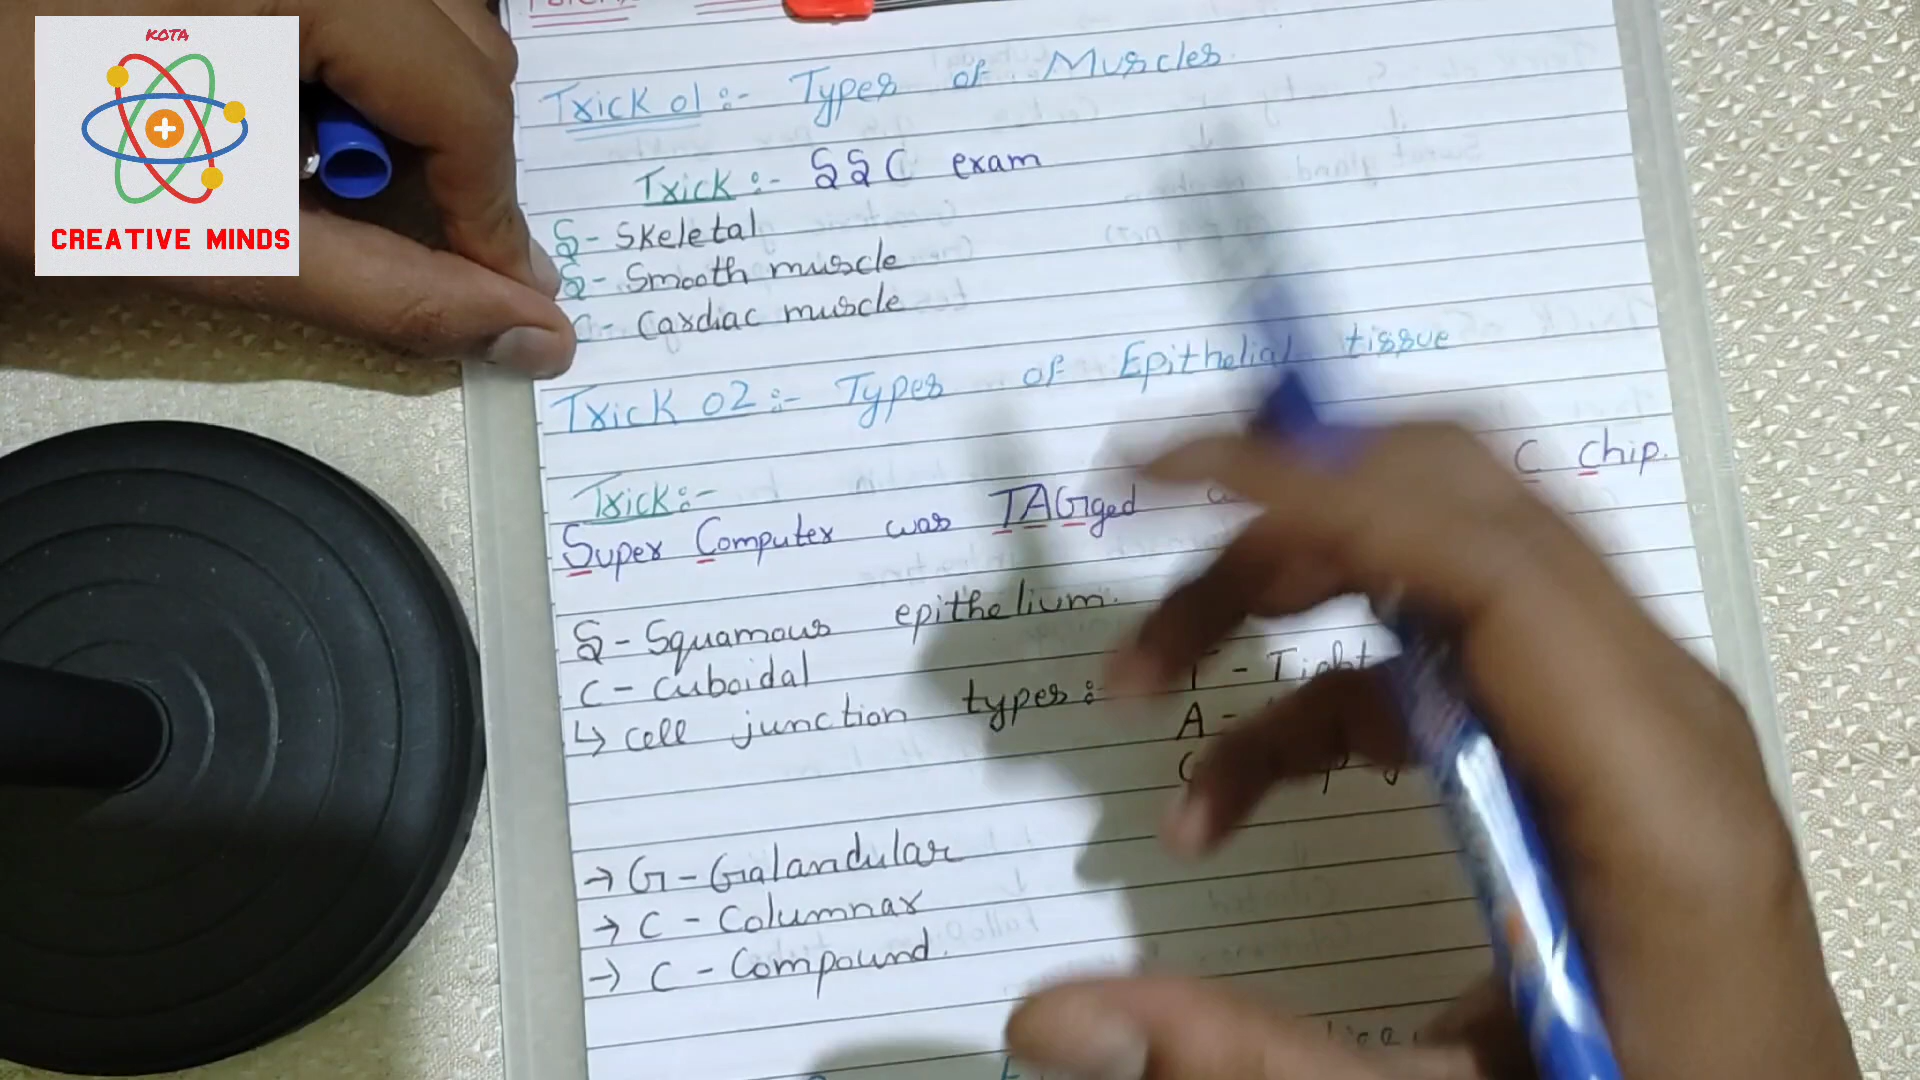 KOTA
CREATIVE MINDS
Trick 01:- Types of Muscles.
Trick:- SSC exam
S- Skeletal
S- Smooth muscle
C- Cardiac muscle
Trick 02:- Types of Epithelial tissue
Trick:-
Super Computer was TAGged C Chip.
S - Squamous epithelium.
C - Cuboidal
↳ cell junction types:- T - Tight
A -
→ G - Galandular
→ C - Columnar
→ C - Compound.